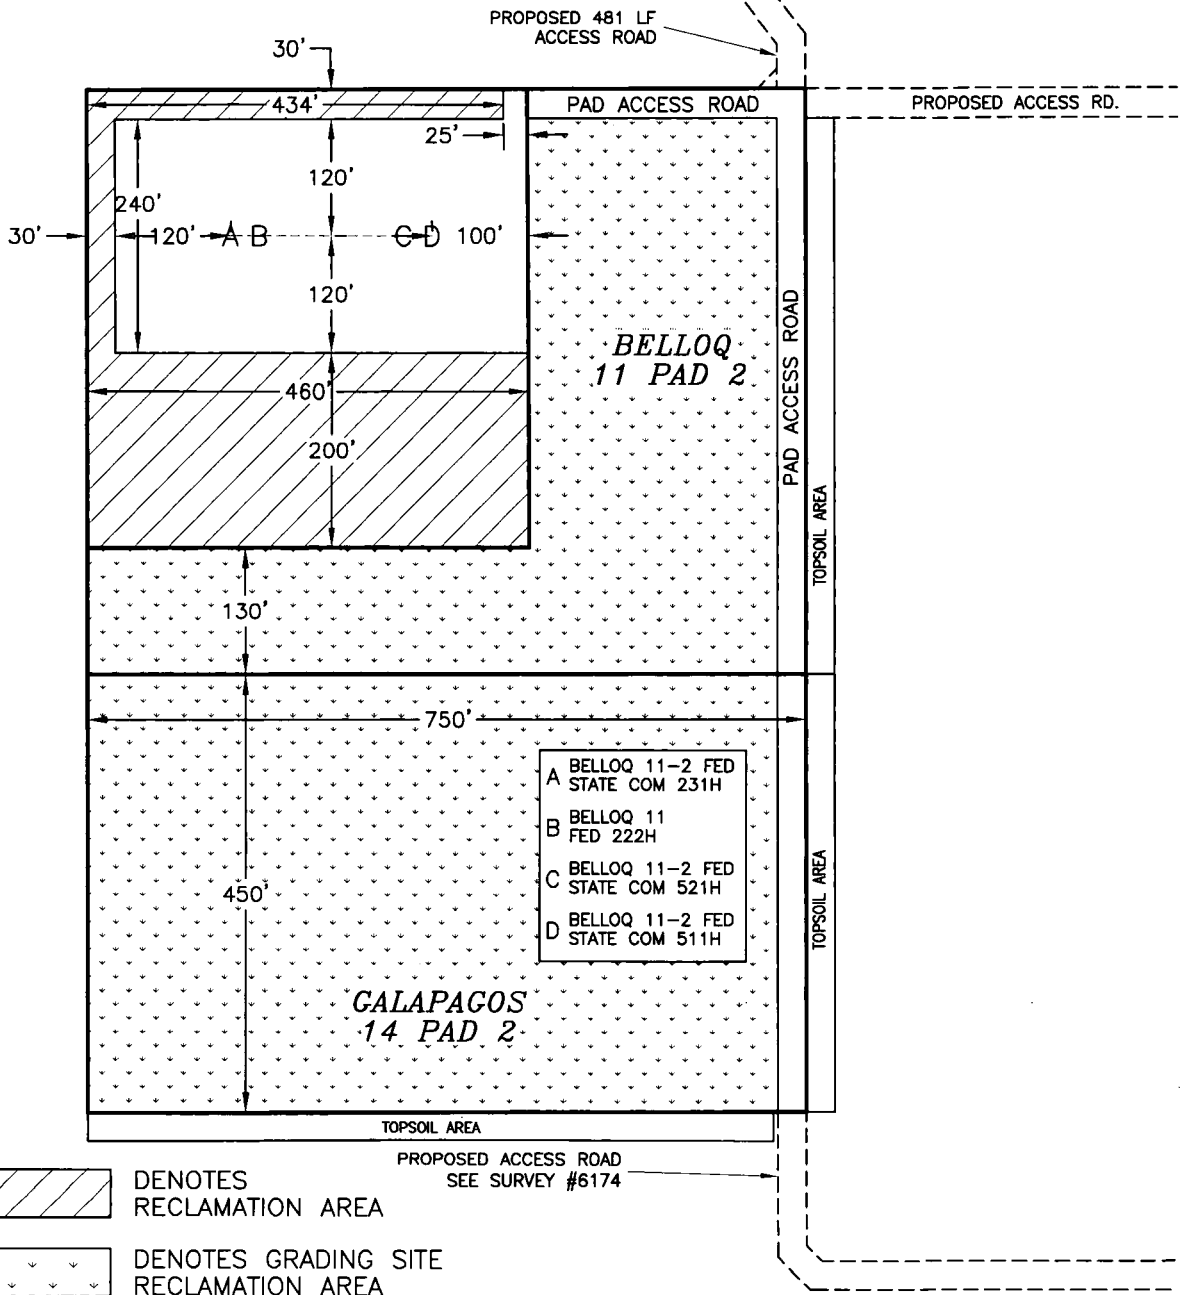 PROPOSED 481 LF
ACCESS ROAD
30'
434'
PAD ACCESS ROAD
PROPOSED ACCESS RD.
25'
120'
240'
30'
120'
A B
C D
100'
120'
BELLOQ
11 PAD 2
PAD ACCESS ROAD
460'
200'
TOPSOIL AREA
130'
750'
A BELLOQ 11-2 FED
STATE COM 231H
B BELLOQ 11
FED 222H
C BELLOQ 11-2 FED
STATE COM 521H
D BELLOQ 11-2 FED
STATE COM 511H
450'
TOPSOIL AREA
GALAPAGOS
14 PAD 2
TOPSOIL AREA
PROPOSED ACCESS ROAD
SEE SURVEY #6174
DENOTES
RECLAMATION AREA
DENOTES GRADING SITE
RECLAMATION AREA